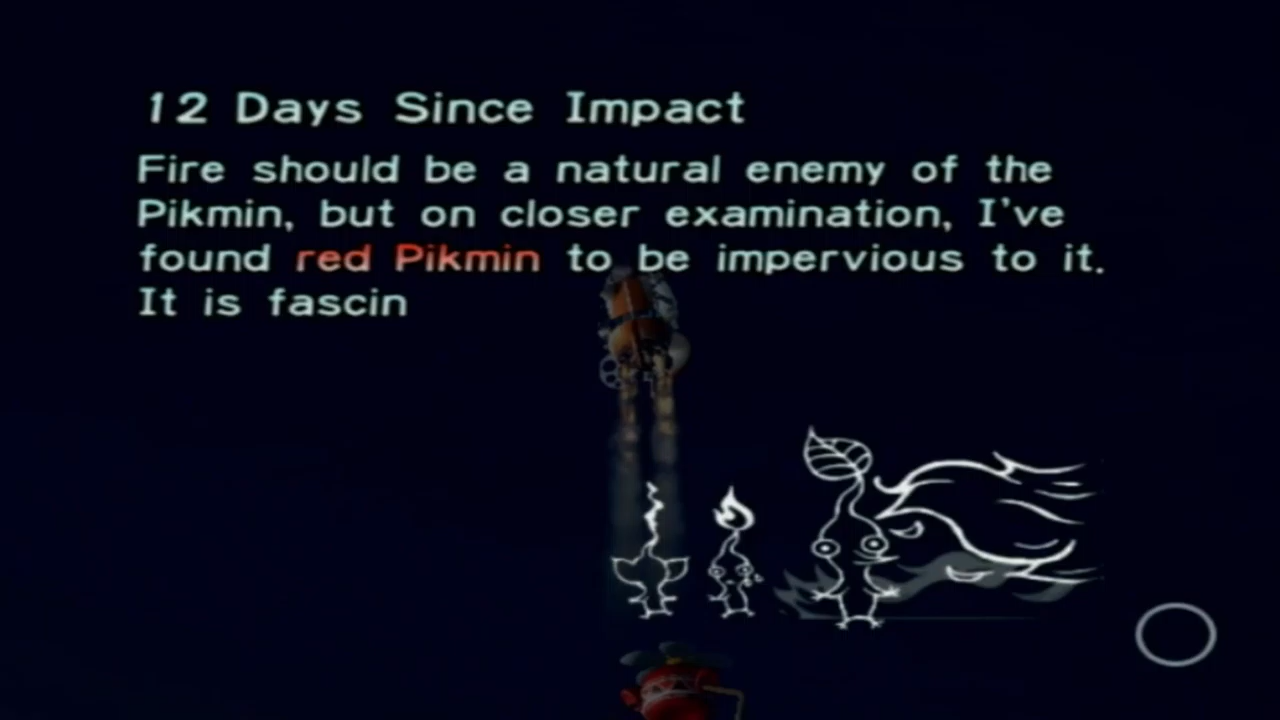 12 Days Since Impact
Fire should be a natural enemy of the
Pikmin, but on closer examination, I've
found red Pikmin to be impervious to it.
It is fascin